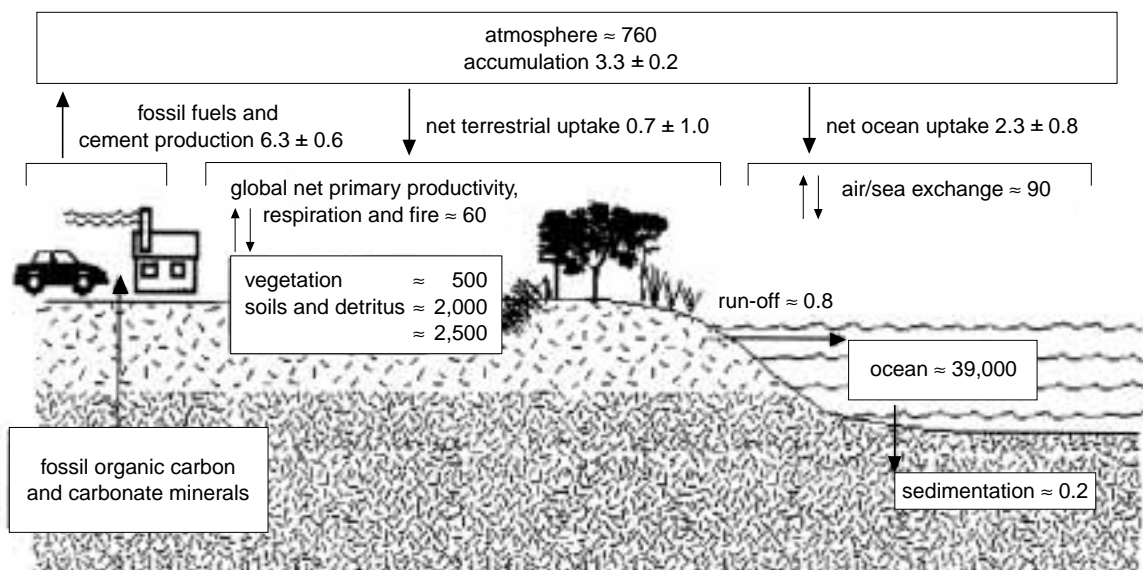 atmosphere ≈ 760
accumulation 3.3 ± 0.2
fossil fuels and
cement production 6.3 ± 0.6
net terrestrial uptake 0.7 ± 1.0
net ocean uptake 2.3 ± 0.8
global net primary productivity,
respiration and fire ≈ 60
air/sea exchange ≈ 90
vegetation ≈ 500
soils and detritus ≈ 2,000
≈ 2,500
run-off ≈ 0.8
ocean ≈ 39,000
fossil organic carbon
and carbonate minerals
sedimentation ≈ 0.2